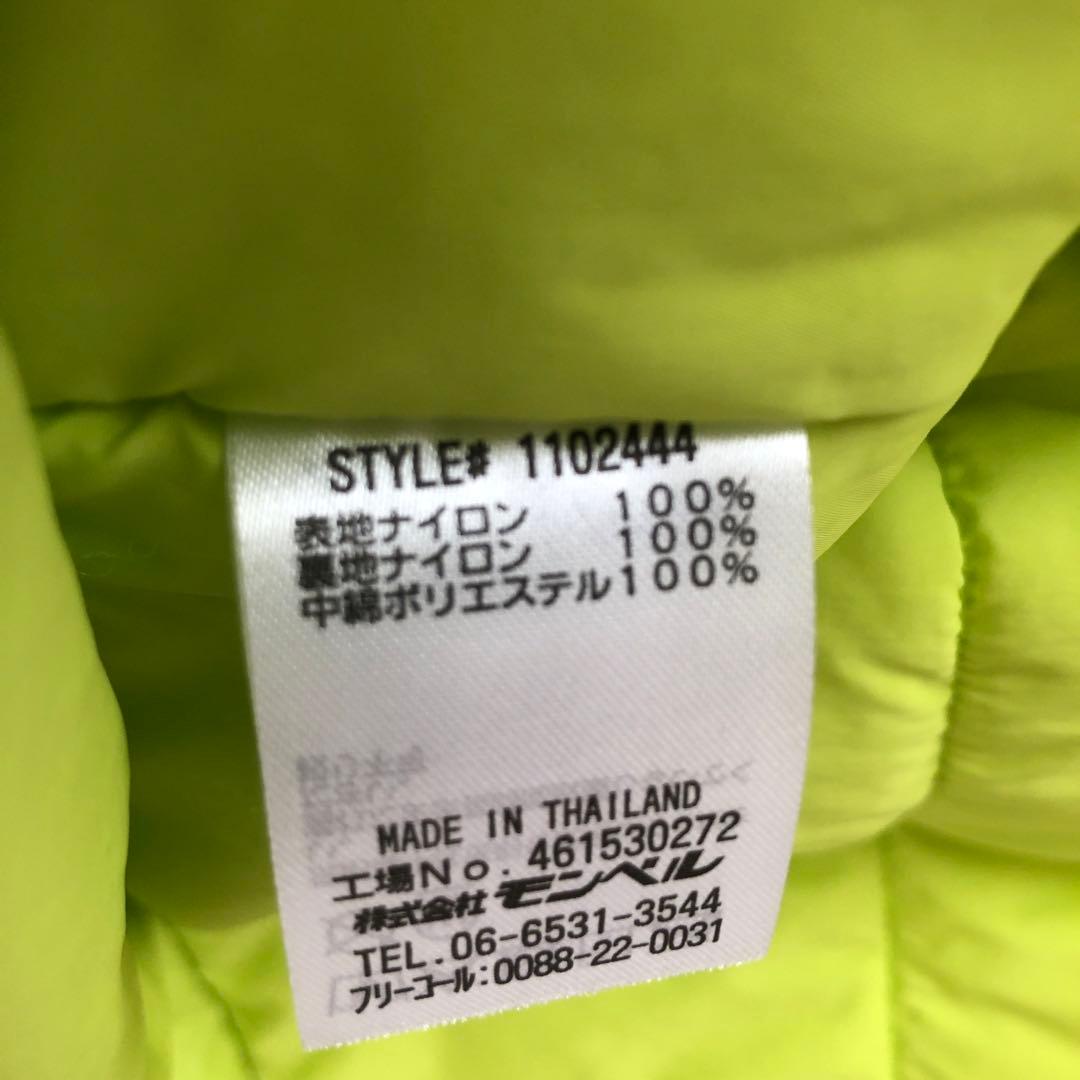 STYLE# 1102444
表地ナイロン 100%
裏地ナイロン 100%
中綿ポリエステル100%
MADE IN THAILAND
工場No.461530272
株式会社モンベル
TEL.06-6531-3544
フリーコール:0088-22-0031